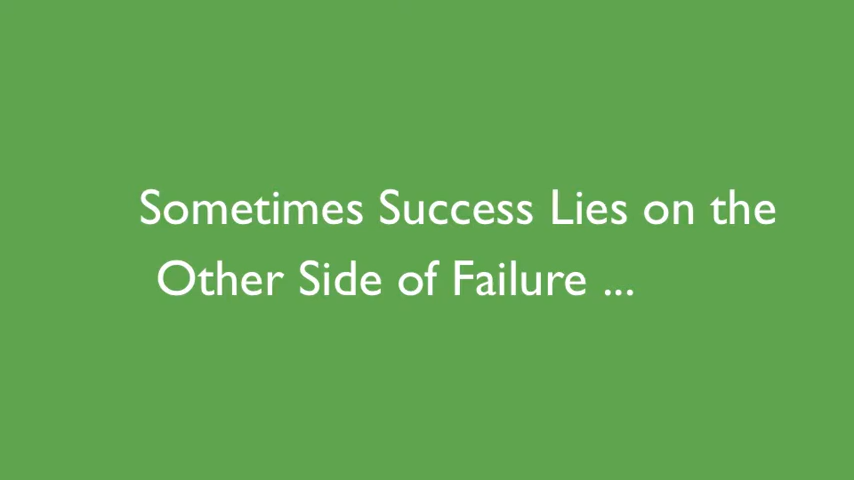 Sometimes Success Lies on the
Other Side of Failure ...